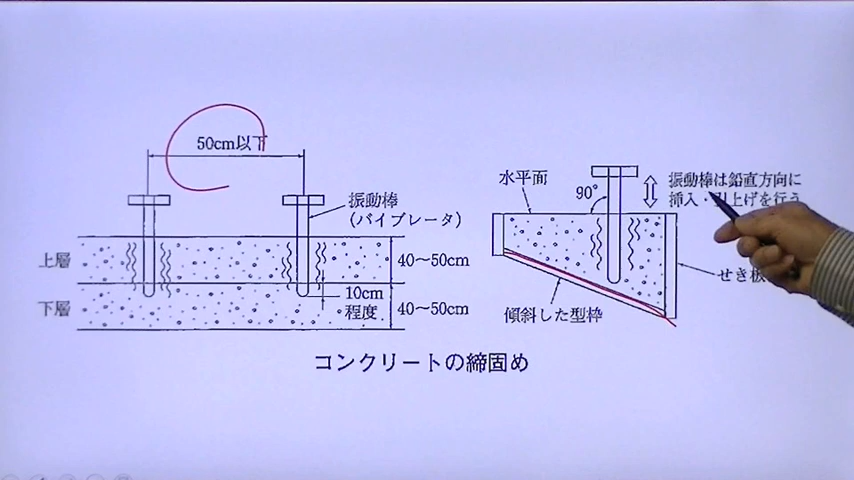 50cm以下
振動棒
(バイブレータ)
上層
40〜50cm
10cm
程度
下層
40〜50cm
水平面
90°
振動棒は鉛直方向に
挿入・引上げを行う
せき板
傾斜した型枠
コンクリートの締固め